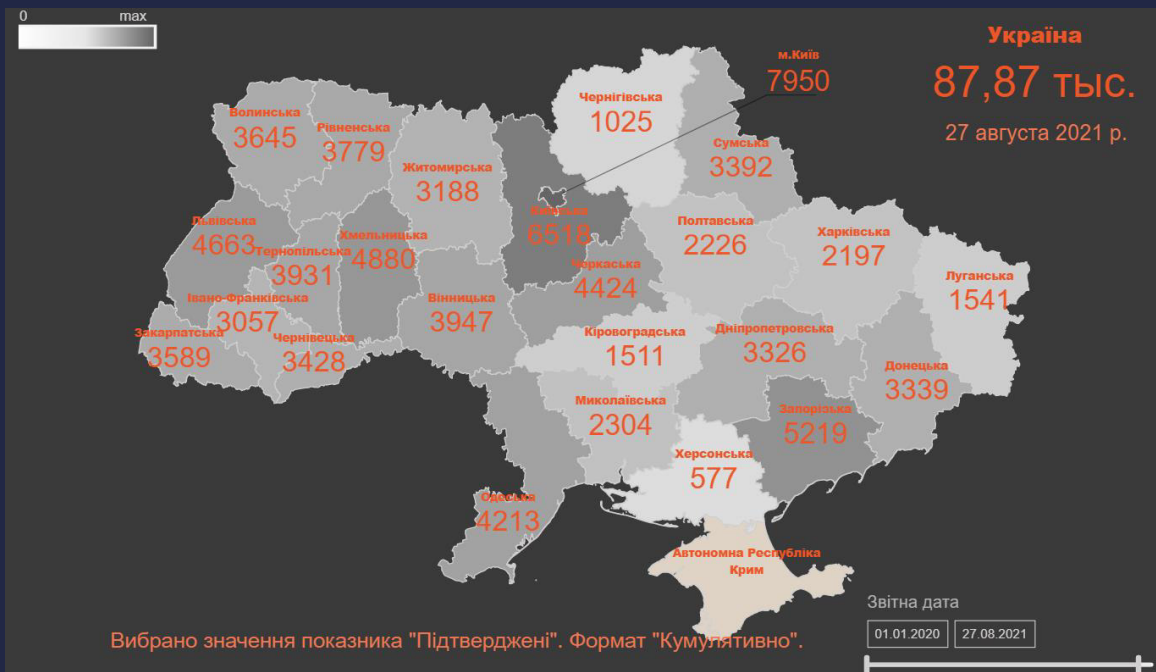 0 max
Україна
87,87 тыс.
27 августа 2021 р.
м.Київ
7950
Чернігівська
1025
Волинська
3645
Рівненська
3779
Сумська
3392
Житомирська
3188
Київська
6518
Львівська
4663
Тернопільська
3931
Хмельницька
4880
Полтавська
2226
Харківська
2197
Черкаська
4424
Луганська
1541
Івано-Франківська
3057
Вінницька
3947
Закарпатська
3589
Чернівецька
3428
Кіровоградська
1511
Дніпропетровська
3326
Донецька
3339
Миколаївська
2304
Запорізька
5219
Херсонська
577
Одеська
4213
Автономна Республіка
Крим
Звітна дата
01.01.2020 27.08.2021
Вибрано значення показника "Підтверджені". Формат "Кумулятивно".